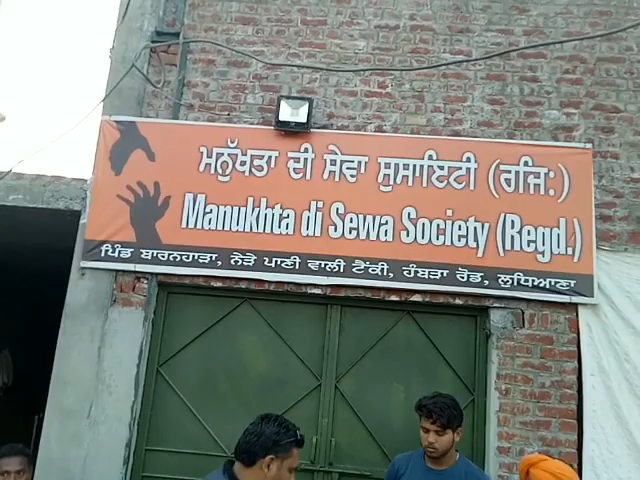 ਮਨੁੱਖਤਾ ਦੀ ਸੇਵਾ ਸੁਸਾਇਟੀ (ਰਜਿ:)
Manukhta di Sewa Society (Regd.)
ਪਿੰਡ ਬਾਰਨਹਾੜਾ, ਨੇੜੇ ਪਾਣੀ ਵਾਲੀ ਟੈਂਕੀ, ਹੰਬੜਾ ਰੋਡ, ਲੁਧਿਆਣਾ